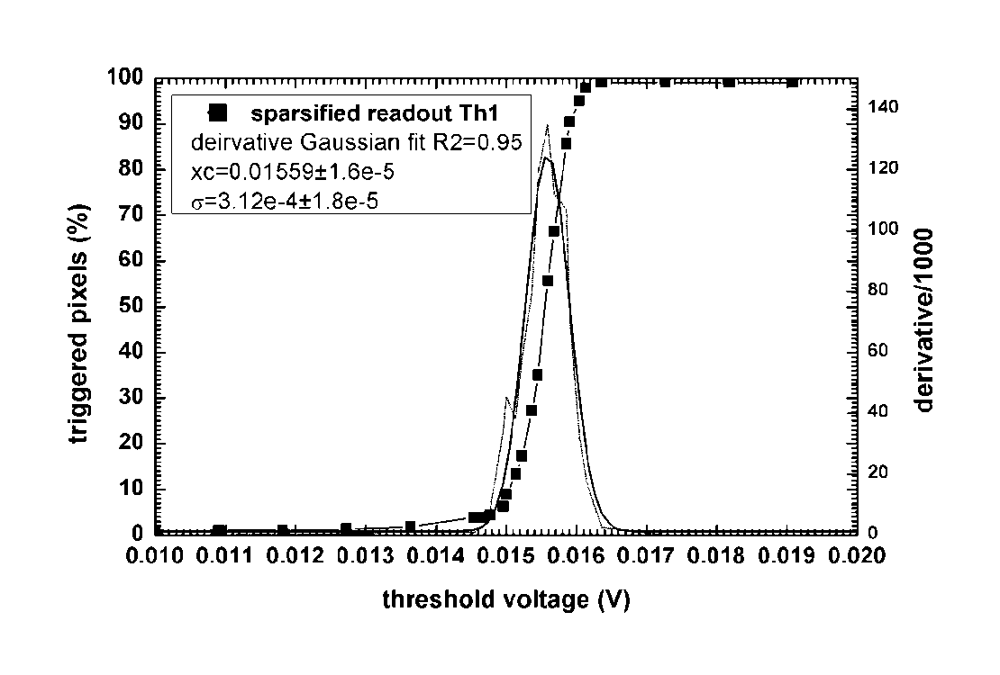 100
90
80
70
60
50
40
30
20
10
0
triggered pixels (%)
sparsified readout Th1
deirvative Gaussian fit R2=0.95
xc=0.01559±1.6e-5
σ=3.12e-4±1.8e-5
140
120
100
80
60
40
20
0
derivative/1000
0.010 0.011 0.012 0.013 0.014 0.015 0.016 0.017 0.018 0.019 0.020
threshold voltage (V)